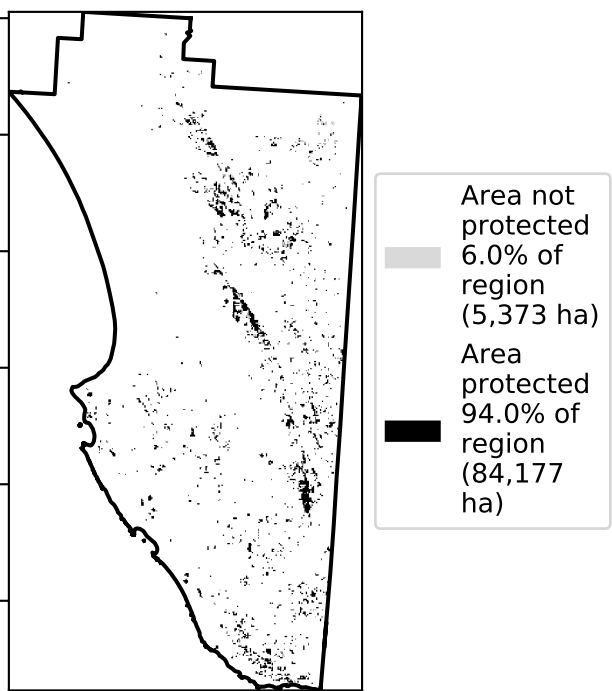 Area not
protected
6.0% of
region
(5,373 ha)
Area
protected
94.0% of
region
(84,177
ha)